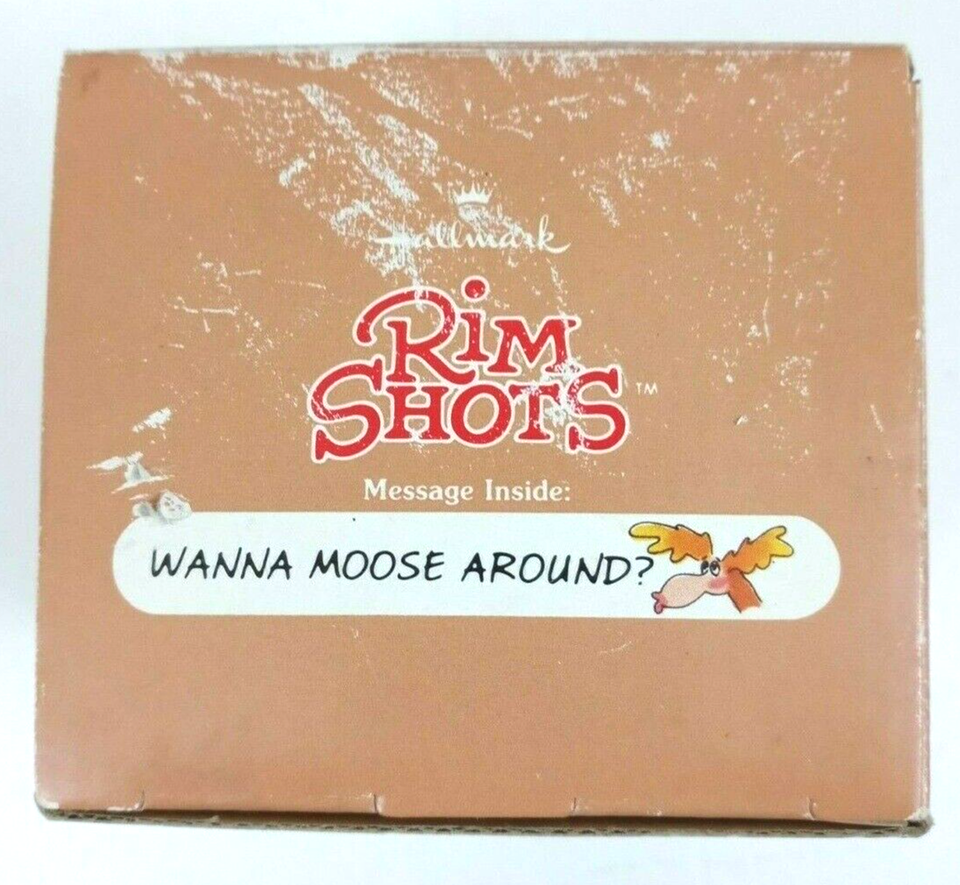 Hallmark
RIM
SHOTS™
Message Inside:
WANNA MOOSE AROUND?